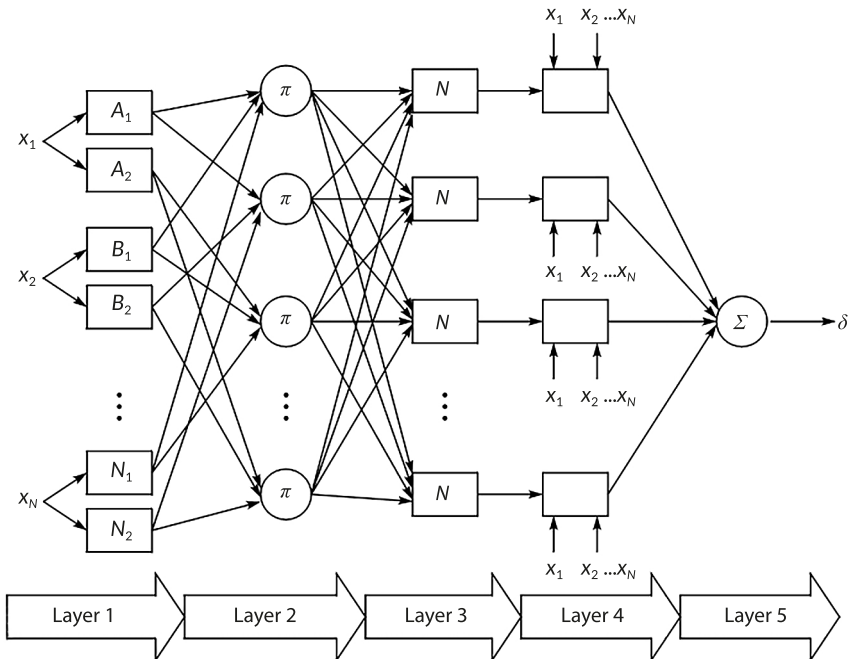 x1 x2 ...xN
π N
A1
x1
A2
π N
B1
x1 x2 ...xN
x2
B2
π N Σ δ
x1 x2 ...xN
N1
xN π N
N2
x1 x2 ...xN
Layer 1 Layer 2 Layer 3 Layer 4 Layer 5